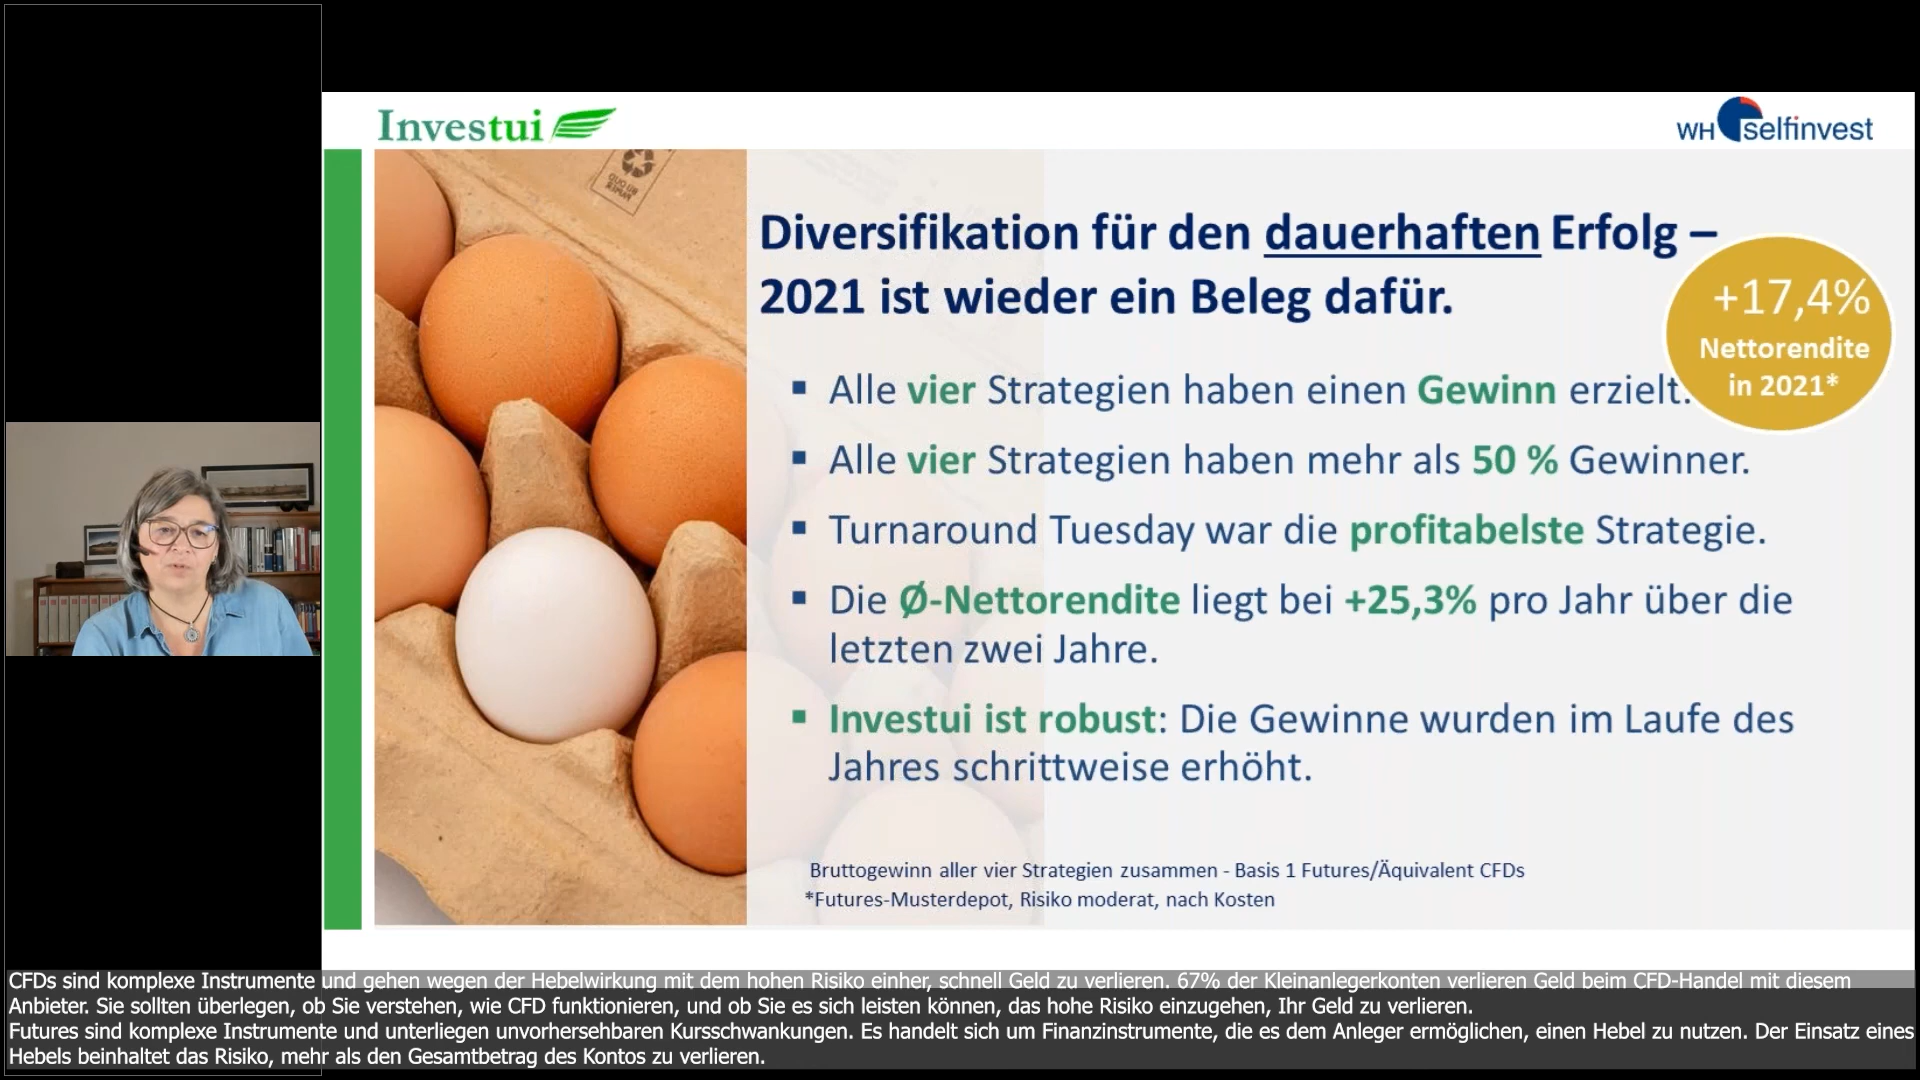 Investui
WH selfinvest
Diversifikation für den dauerhaften Erfolg –
2021 ist wieder ein Beleg dafür.
+17,4%
Nettorendite
in 2021*
▪ Alle vier Strategien haben einen Gewinn erzielt.
▪ Alle vier Strategien haben mehr als 50 % Gewinner.
▪ Turnaround Tuesday war die profitabelste Strategie.
▪ Die Ø-Nettorendite liegt bei +25,3% pro Jahr über die
letzten zwei Jahre.
▪ Investui ist robust: Die Gewinne wurden im Laufe des
Jahres schrittweise erhöht.
Bruttogewinn aller vier Strategien zusammen - Basis 1 Futures/Äquivalent CFDs
*Futures-Musterdepot, Risiko moderat, nach Kosten
CFDs sind komplexe Instrumente und gehen wegen der Hebelwirkung mit dem hohen Risiko einher, schnell Geld zu verlieren. 67% der Kleinanlegerkonten verlieren Geld beim CFD-Handel mit diesem
Anbieter. Sie sollten überlegen, ob Sie verstehen, wie CFD funktionieren, und ob Sie es sich leisten können, das hohe Risiko einzugehen, Ihr Geld zu verlieren.
Futures sind komplexe Instrumente und unterliegen unvorhersehbaren Kursschwankungen. Es handelt sich um Finanzinstrumente, die es dem Anleger ermöglichen, einen Hebel zu nutzen. Der Einsatz eines
Hebels beinhaltet das Risiko, mehr als den Gesamtbetrag des Kontos zu verlieren.